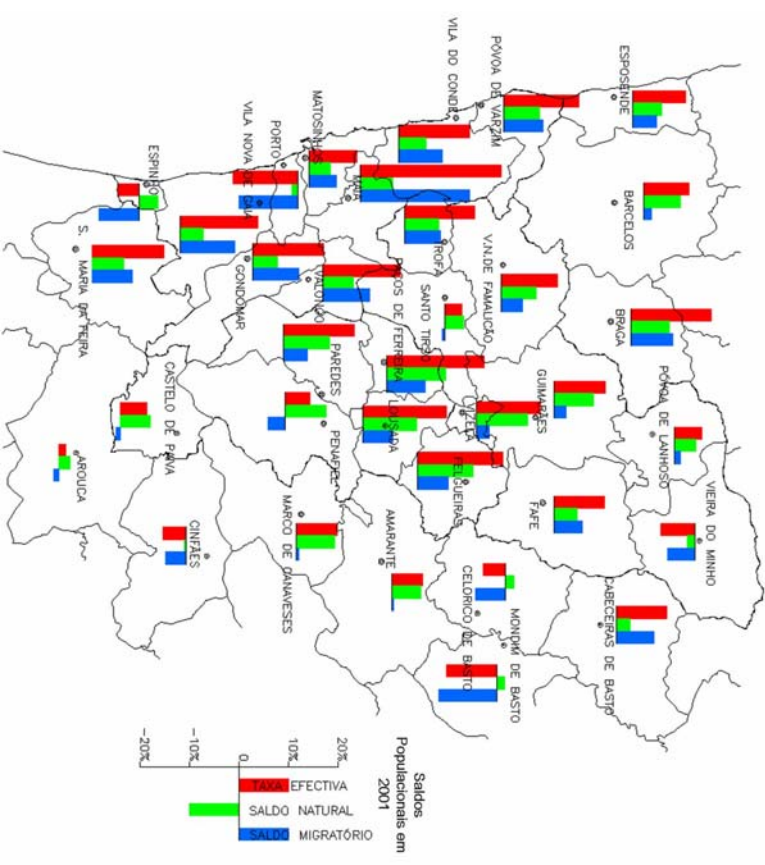 ESPOSENDE
BARCELOS
BRAGA
PÓVOA DE LANHOSO
VIEIRA DO MINHO
CABECEIRAS DE BASTO
PÓVOA DE VARZIM
VILA DO CONDE
V.N.DE FAMALICÃO
GUIMARÃES
FAFE
MONDIM DE BASTO
CELORICO DE BASTO
TROFA
SANTO TIRSO
VIZELA
FELGUEIRAS
MATOSINHOS
MAIA
PAÇOS DE FERREIRA
LOUSADA
AMARANTE
PORTO
VALONGO
PAREDES
PENAFIEL
MARCO DE CANAVESES
VILA NOVA DE GAIA
GONDOMAR
ESPINHO
CASTELO DE PAIVA
CINFÃES
S. MARIA DA FEIRA
AROUCA
Saldos
Populacionais em
2001
20%
10%
0
-10%
-20%
TAXA EFECTIVA
SALDO NATURAL
SALDO MIGRATÓRIO